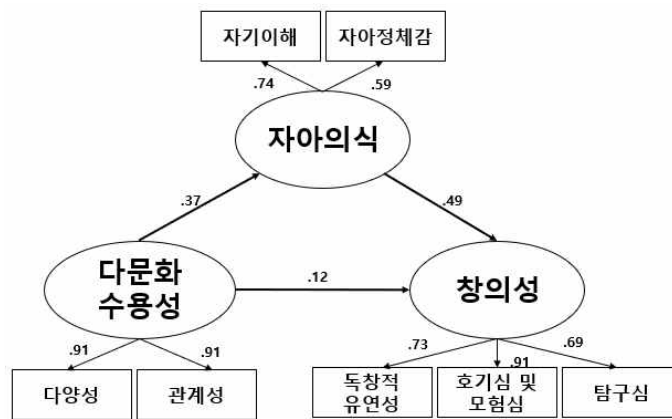 자기이해
자아정체감
.74
.59
자아의식
.37
.49
다문화
수용성
.12
창의성
.91
.91
.73
.91
.69
다양성
관계성
독창적
유연성
호기심 및
모험심
탐구심